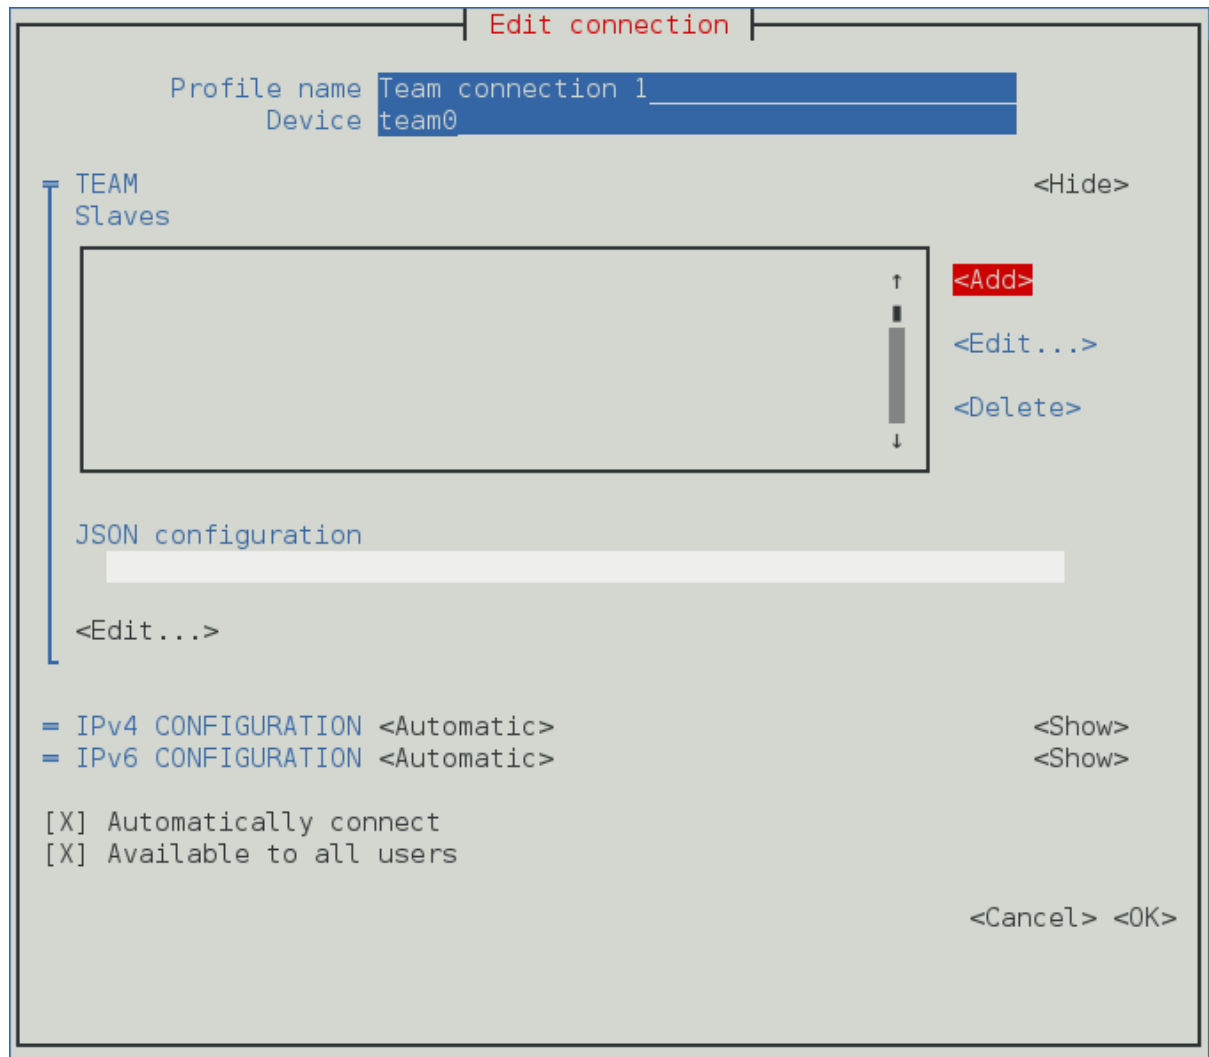 Edit connection
Profile name Team connection 1
Device team0
TEAM <Hide>
Slaves
<Add>
<Edit...>
<Delete>
JSON configuration
<Edit...>
IPv4 CONFIGURATION <Automatic> <Show>
IPv6 CONFIGURATION <Automatic> <Show>
[X] Automatically connect
[X] Available to all users
<Cancel> <OK>